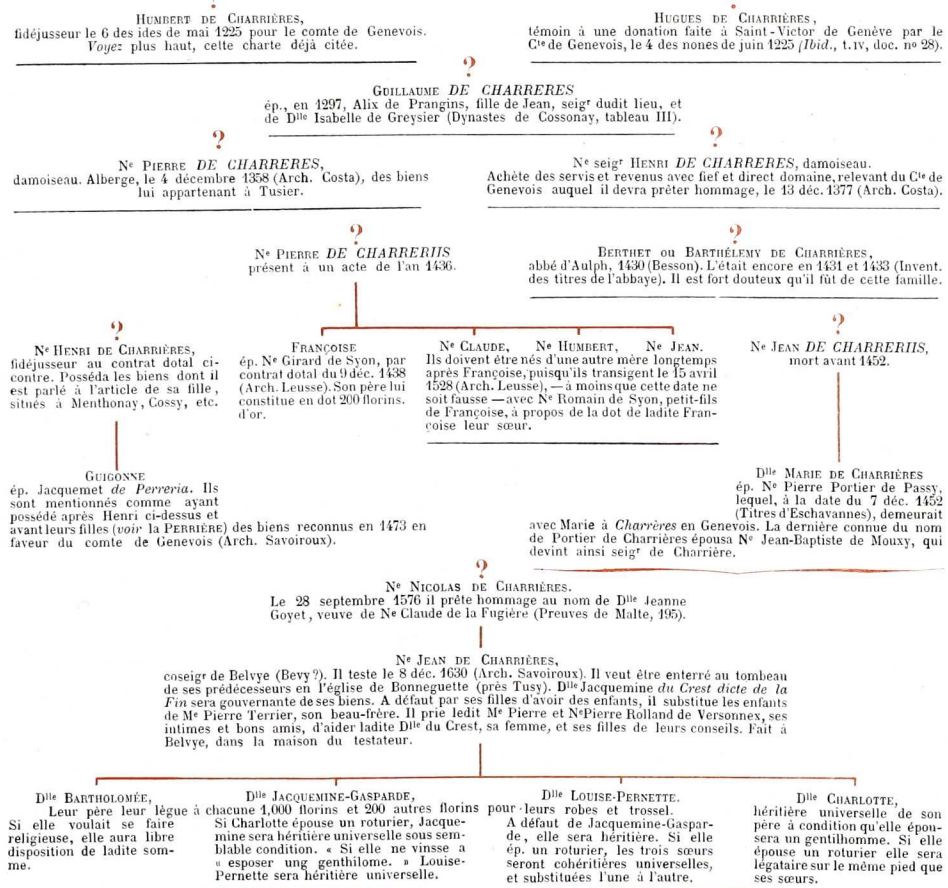 HUMBERT DE CHARRIÈRES,
fidéjusseur le 6 des ides de mai 1225 pour le comte de Genevois.
Voyez plus haut, cette charte déjà citée.
HUGUES DE CHARRIÈRES,
témoin à une donation faite à Saint-Victor de Genève par le
Cte de Genevois, le 4 des nones de juin 1225 (Ibid., t. IV, doc. no 28).
?
GUILLAUME DE CHARRERES
ép., en 1297, Alix de Prangins, fille de Jean, seigr dudit lieu, et
de Dlle Isabelle de Greysier (Dynastes de Cossonay, tableau III).
?
Ne PIERRE DE CHARRERES,
damoiseau. Alberge, le 4 décembre 1358 (Arch. Costa), des biens
lui appartenant à Tusier.
?
Ne seigr HENRI DE CHARRERES, damoiseau.
Achète des servis et revenus avec fief et direct domaine, relevant du Cte de
Genevois auquel il devra prêter hommage, le 13 déc. 1377 (Arch. Costa).
?
Ne PIERRE DE CHARRERIIS
présent à un acte de l'an 1436.
?
BERTHET OU BARTHÉLEMY DE CHARRIÈRES,
abbé d'Aulph, 1430 (Besson). L'était encore en 1431 et 1433 (Invent.
des titres de l'abbaye). Il est fort douteux qu'il fût de cette famille.
?
Ne HENRI DE CHARRIÈRES,
fidéjusseur au contrat dotal ci-
contre. Posséda les biens dont il
est parlé à l'article de sa fille,
situés à Menthonay, Cossy, etc.
FRANÇOISE
ép. Ne Girard de Syon, par
contrat dotal du 9 déc. 1438
(Arch. Leusse). Son père lui
constitue en dot 200 florins.
d'or.
Ne CLAUDE, Ne HUMBERT, Ne JEAN.
Ils doivent être nés d'une autre mère longtemps
après Françoise, puisqu'ils transigent le 15 avril
1528 (Arch. Leusse), — à moins que cette date ne
soit fausse — avec Ne Romain de Syon, petit-fils
de Françoise, à propos de la dot de ladite Fran-
çoise leur sœur.
?
Ne JEAN DE CHARRERIIS,
mort avant 1452.
GUIGONNE
ép. Jacquemet de Perreria. Ils
sont mentionnés comme ayant
possédé après Henri ci-dessus et
avant leurs filles (voir la PERRIÈRE) des biens reconnus en 1473 en
faveur du comte de Genevois (Arch. Savoiroux).
Dlle MARIE DE CHARRIÈRES
ép. Ne Pierre Portier de Passy,
lequel, à la date du 7 déc. 1452
(Titres d'Eschavannes), demeurait
avec Marie à Charrères en Genevois. La dernière connue du nom
de Portier de Charrières épousa Ne Jean-Baptiste de Mouxy, qui
devint ainsi seigr de Charrière.
?
Ne NICOLAS DE CHARRIÈRES.
Le 28 septembre 1576 il prête hommage au nom de Dlle Jeanne
Goyet, veuve de Ne Claude de la Fugière (Preuves de Malte, 195).
Ne JEAN DE CHARRIÈRES,
coseigr de Belvye (Bevy ?). Il teste le 8 déc. 1630 (Arch. Savoiroux). Il veut être enterré au tombeau
de ses prédécesseurs en l'église de Bonneguette (près Tusy). Dlle Jacquemine du Crest dicte de la
Fin sera gouvernante de ses biens. A défaut par ses filles d'avoir des enfants, il substitue les enfants
de Me Pierre Terrier, son beau-frère. Il prie ledit Me Pierre et Ne Pierre Rolland de Versonnex, ses
intimes et bons amis, d'aider ladite Dlle du Crest, sa femme, et ses filles de leurs conseils. Fait à
Belvye, dans la maison du testateur.
Dlle BARTHOLOMÉE, Dlle JACQUEMINE-GASPARDE, Dlle LOUISE-PERNETTE.
Leur père leur lègue à chacune 1,000 florins et 200 autres florins pour leurs robes et trossel.
Si elle voulait se faire
religieuse, elle aura libre
disposition de ladite som-
me.
Si Charlotte épouse un roturier, Jacque-
mine sera héritière universelle sous sem-
blable condition. « Si elle ne vinsse a
« esposer ung genthilome. » Louise-
Pernette sera héritière universelle.
A défaut de Jacquemine-Gaspar-
de, elle sera héritière. Si elle
ép. un roturier, les trois sœurs
seront cohéritières universelles,
et substituées l'une à l'autre.
Dlle CHARLOTTE,
héritière universelle de son
père à condition qu'elle épou-
sera un gentilhomme. Si elle
épouse un roturier elle sera
légataire sur le même pied que
ses sœurs.